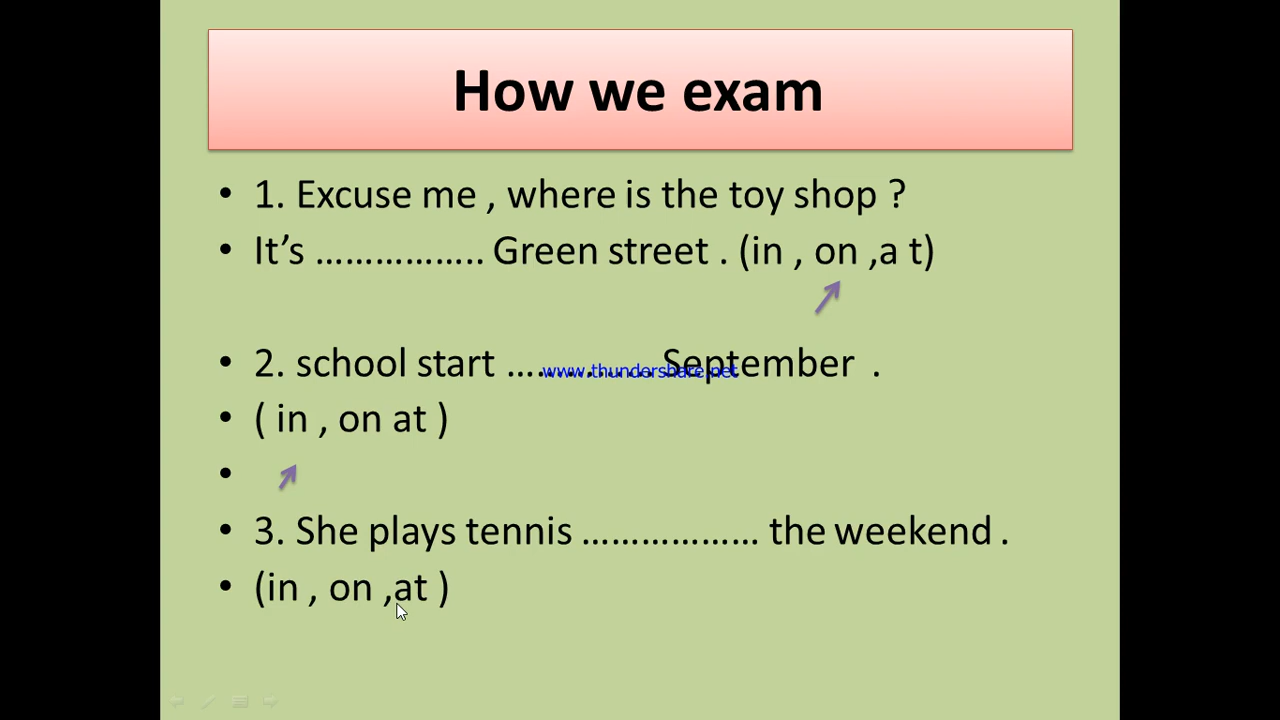 How we exam
• 1. Excuse me , where is the toy shop ?
• It’s …………….. Green street . (in , on ,a t)
• 2. school start …………… September .
www.thundershare.net
• ( in , on at )
•
• 3. She plays tennis ……………… the weekend .
• (in , on ,at )